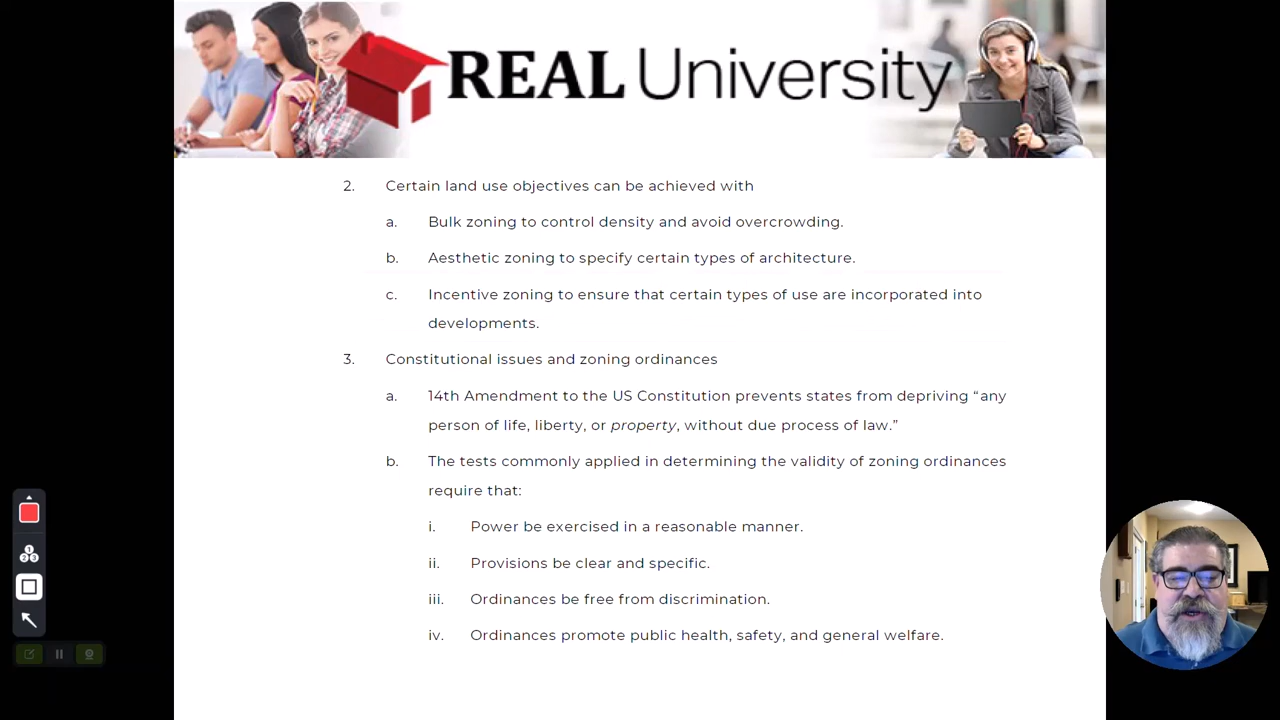 REAL University
2. Certain land use objectives can be achieved with
a. Bulk zoning to control density and avoid overcrowding.
b. Aesthetic zoning to specify certain types of architecture.
c. Incentive zoning to ensure that certain types of use are incorporated into
developments.
3. Constitutional issues and zoning ordinances
a. 14th Amendment to the US Constitution prevents states from depriving “any
person of life, liberty, or property, without due process of law.”
b. The tests commonly applied in determining the validity of zoning ordinances
require that:
i. Power be exercised in a reasonable manner.
ii. Provisions be clear and specific.
iii. Ordinances be free from discrimination.
iv. Ordinances promote public health, safety, and general welfare.
1
2 3